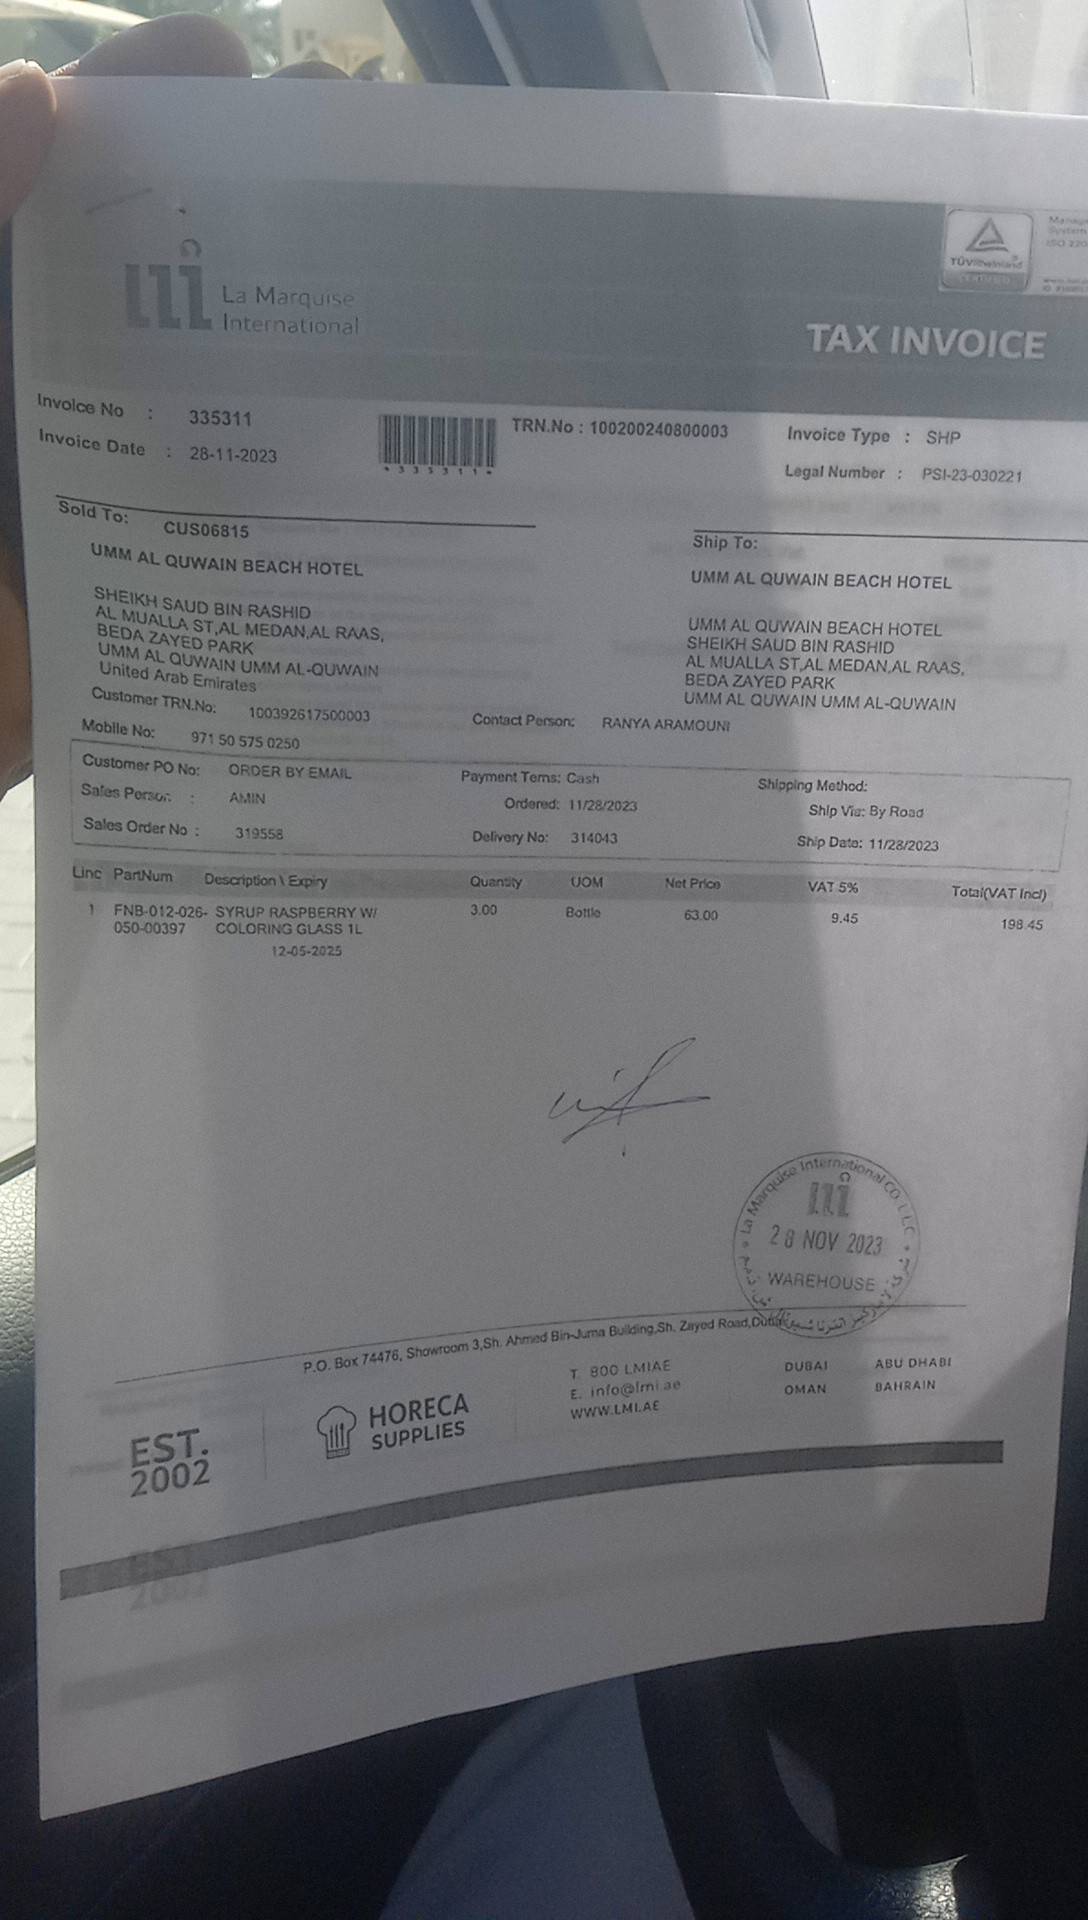 La Marquise
International
TÜVRheinland
CERTIFIED
TAX INVOICE
Invoice No : 335311
Invoice Date : 28-11-2023
*335311*
TRN.No : 100200240800003
Invoice Type : SHP
Legal Number : PSI-23-030221
Sold To: CUS06815
UMM AL QUWAIN BEACH HOTEL
SHEIKH SAUD BIN RASHID
AL MUALLA ST,AL MEDAN,AL RAAS,
BEDA ZAYED PARK
UMM AL QUWAIN UMM AL-QUWAIN
United Arab Emirates
Customer TRN.No: 100392617500003
Mobile No: 971 50 575 0250
Ship To:
UMM AL QUWAIN BEACH HOTEL
UMM AL QUWAIN BEACH HOTEL
SHEIKH SAUD BIN RASHID
AL MUALLA ST,AL MEDAN,AL RAAS,
BEDA ZAYED PARK
UMM AL QUWAIN UMM AL-QUWAIN
Contact Person: RANYA ARAMOUNI
Customer PO No: ORDER BY EMAIL
Sales Person : AMIN
Sales Order No : 319558
Payment Tems: Cash
Ordered: 11/28/2023
Delivery No: 314043
Shipping Method:
Ship Via: By Road
Ship Date: 11/28/2023
Line PartNum Description \ Expiry Quantity UOM Net Price VAT 5% Total(VAT Incl)
1 FNB-012-026- SYRUP RASPBERRY W/ 3.00 Bottle 63.00 9.45 198.45
050-00397 COLORING GLASS 1L
12-05-2025
La Marquise International CO. L.L.C
28 NOV 2023
WAREHOUSE
P.O. Box 74476, Showroom 3,Sh. Ahmed Bin-Juma Building,Sh. Zayed Road,Dubai
EST.
2002
HORECA
SUPPLIES
T. 800 LMIAE
E. info@lmi.ae
WWW.LMI.AE
DUBAI ABU DHABI
OMAN BAHRAIN